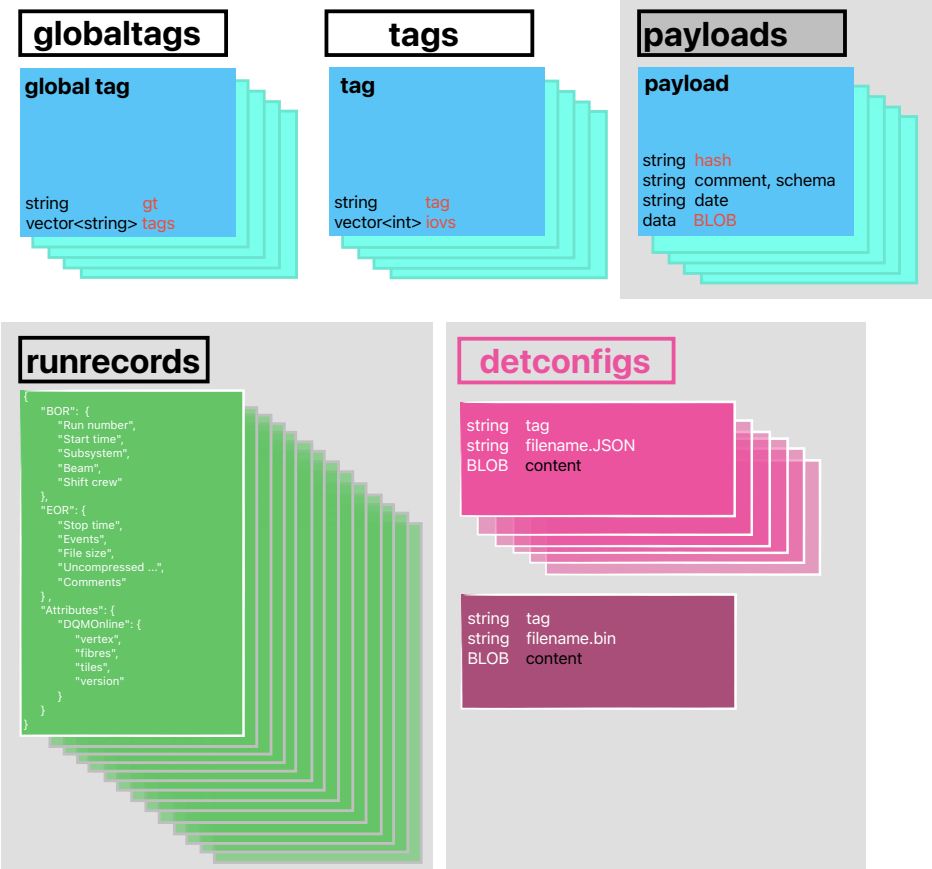 globaltags
global tag
string gt
vector<string> tags
tags
tag
string tag
vector<int> iovs
payloads
payload
string hash
string comment, schema
string date
data BLOB
runrecords
{
"BOR": {
"Run number",
"Start time",
"Subsystem",
"Beam",
"Shift crew"
},
"EOR": {
"Stop time",
"Events",
"File size",
"Uncompressed ...",
"Comments"
} ,
"Attributes": {
"DQMOnline": {
"vertex",
"fibres",
"tiles",
"version"
}
}
}
detconfigs
string tag
string filename.JSON
BLOB content
string tag
string filename.bin
BLOB content